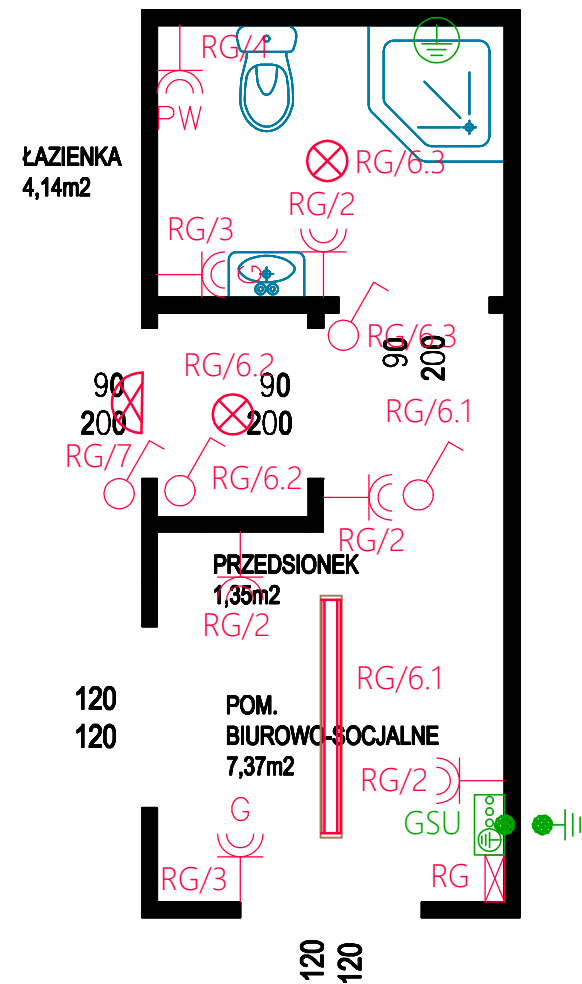 RG/4
PW
ŁAZIENKA
4,14m2
RG/6.3
RG/2
RG/3
G
RG/6.3
90
200
RG/6.2
90
200
90
200
RG/6.1
RG/7
RG/6.2
RG/2
PRZEDSIONEK
1,35m2
RG/2
RG/6.1
120
120
POM.
BIUROWO-SOCJALNE
7,37m2
RG/2
G
GSU
RG/3
RG
120
120